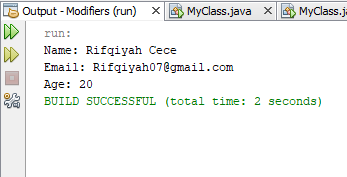 Output - Modifiers (run)
MyClass.java
MyClass.ja
run:
Name: Rifqiyah Cece
Email: Rifqiyah07@gmail.com
Age: 20
BUILD SUCCESSFUL (total time: 2 seconds)